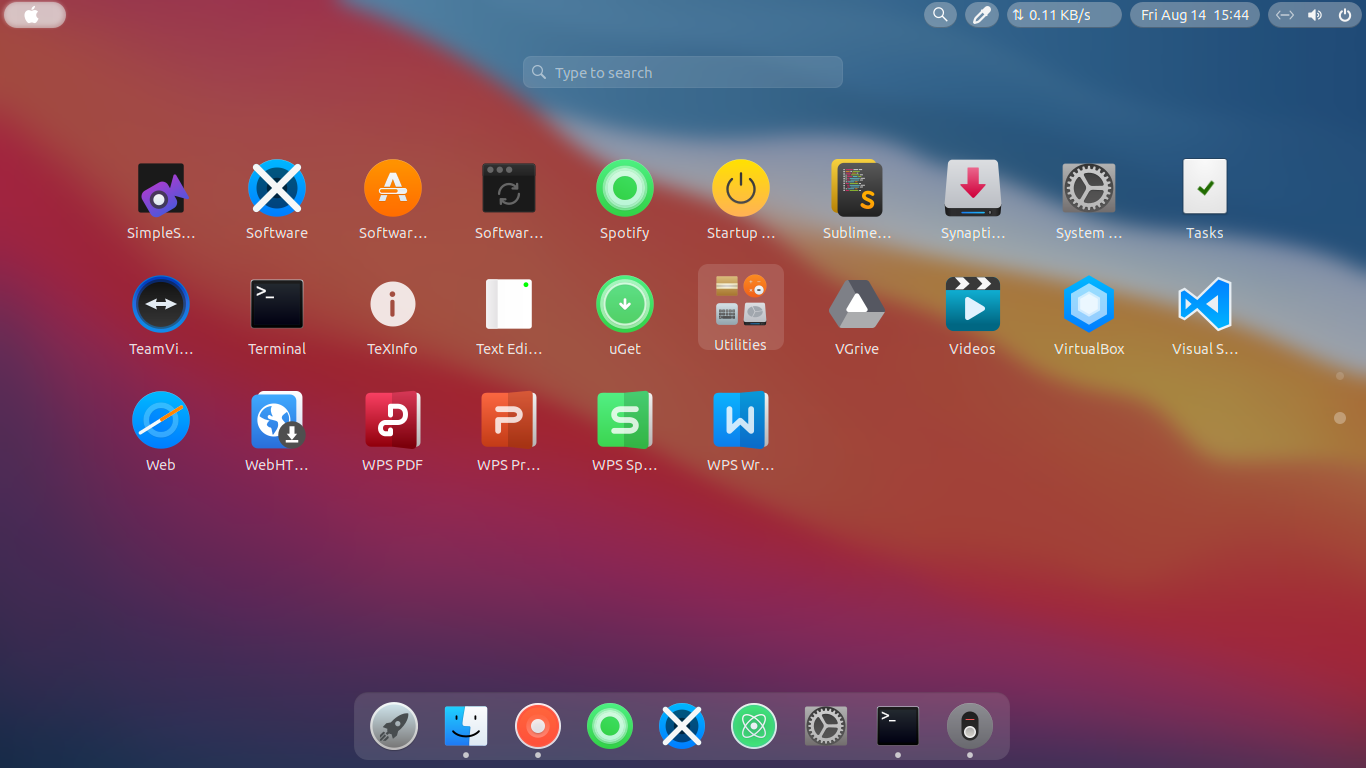 0.11 KB/s
Fri Aug 14 15:44
Type to search
SimpleS...
Software
Softwar...
Softwar...
Spotify
Startup ...
Sublime...
Synapti...
System ...
Tasks
TeamVi...
Terminal
TeXInfo
Text Edi...
uGet
Utilities
VGrive
Videos
VirtualBox
Visual S...
Web
WebHT...
WPS PDF
WPS Pr...
WPS Sp...
WPS Wr...